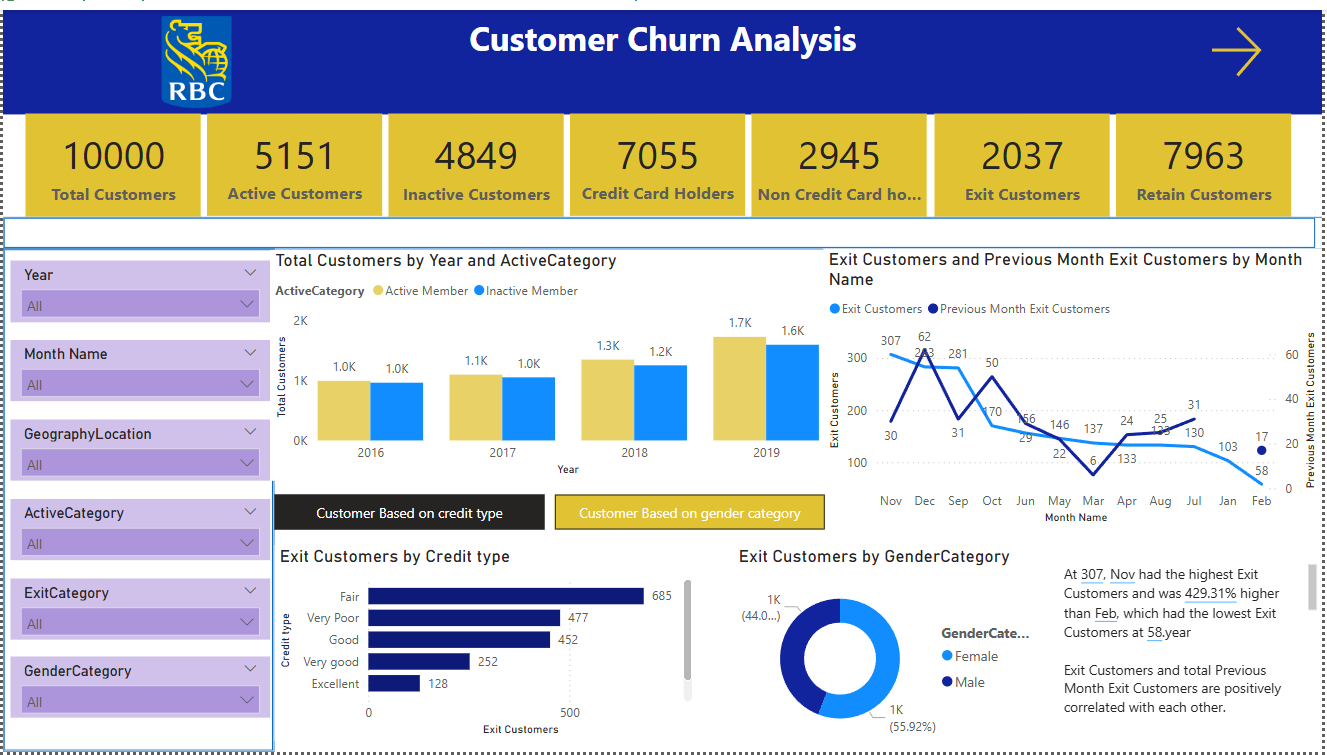 Customer Churn Analysis
RBC
10000
Total Customers
5151
Active Customers
4849
Inactive Customers
7055
Credit Card Holders
2945
Non Credit Card ho...
2037
Exit Customers
7963
Retain Customers
Year
All
Month Name
All
GeographyLocation
All
ActiveCategory
All
ExitCategory
All
GenderCategory
All
Total Customers by Year and ActiveCategory
ActiveCategory Active Member Inactive Member
Total Customers
2K
1K
0K
1.0K 1.0K
1.1K 1.0K
1.3K 1.2K
1.7K 1.6K
2016 2017 2018 2019
Year
Exit Customers and Previous Month Exit Customers by Month
Name
Exit Customers Previous Month Exit Customers
Exit Customers
300
200
100
307 281 170 156 146 137 133 130 103 58
30 62 31 50 29 22 6 24 25 31 17
60
40
20
0
Previous Month Exit Customers
Nov Dec Sep Oct Jun May Mar Apr Aug Jul Jan Feb
Month Name
Customer Based on credit type
Customer Based on gender category
Exit Customers by Credit type
Credit type
Fair 685
Very Poor 477
Good 452
Very good 252
Excellent 128
0 500
Exit Customers
Exit Customers by GenderCategory
1K
(44.0...)
1K
(55.92%)
GenderCate...
Female
Male
At 307, Nov had the highest Exit
Customers and was 429.31% higher
than Feb, which had the lowest Exit
Customers at 58.year
Exit Customers and total Previous
Month Exit Customers are positively
correlated with each other.